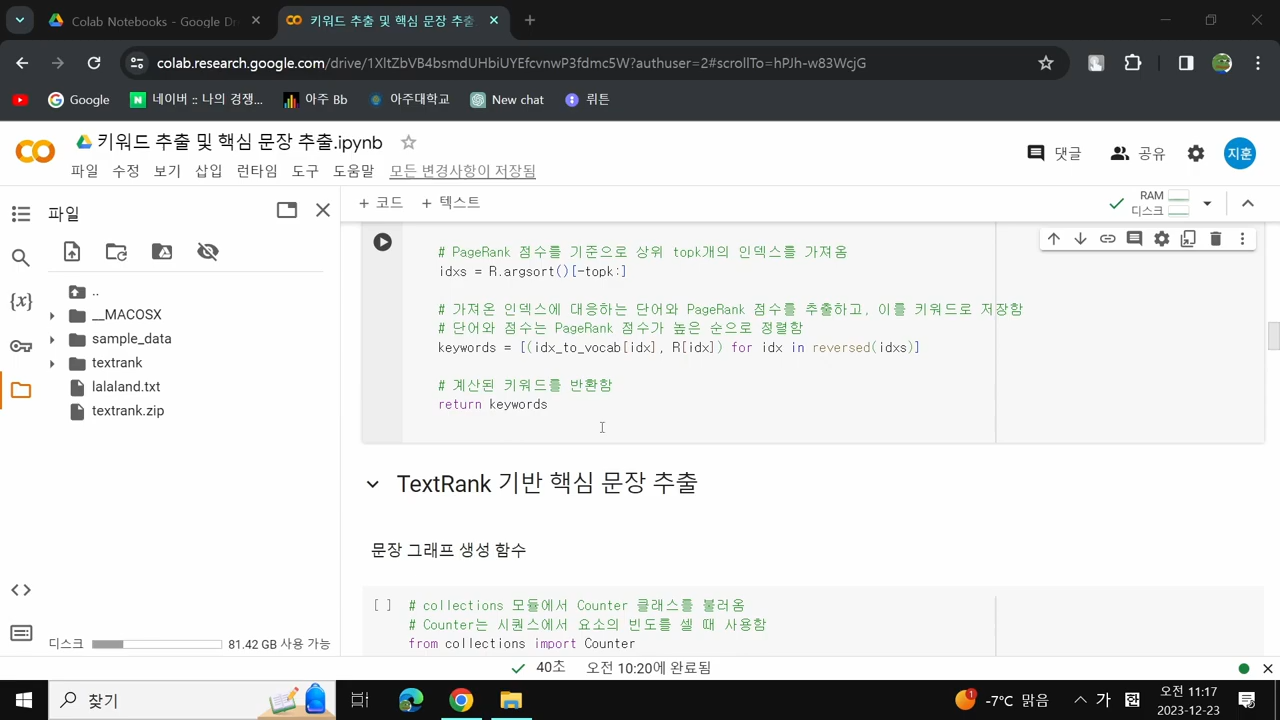 Colab Notebooks - Google Dr
키워드 추출 및 핵심 문장 추출
colab.research.google.com/drive/1XltZbVB4bsmdUHbiUYEfcvnwP3fdmc5W?authuser=2#scrollTo=hPJh-w83WcjG
Google
네이버 :: 나의 경쟁...
아주 Bb
아주대학교
New chat
뤼튼
키워드 추출 및 핵심 문장 추출.ipynb
댓글
공유
지훈
파일 수정 보기 삽입 런타임 도구 도움말 모든 변경사항이 저장됨
파일
+ 코드 + 텍스트
RAM
디스크
..
__MACOSX
sample_data
textrank
lalaland.txt
textrank.zip
디스크
81.42 GB 사용 가능
# PageRank 점수를 기준으로 상위 topk개의 인덱스를 가져옴
idxs = R.argsort()[-topk:]
# 가져온 인덱스에 대응하는 단어와 PageRank 점수를 추출하고, 이를 키워드로 저장함
# 단어와 점수는 PageRank 점수가 높은 순으로 정렬함
keywords = [(idx_to_vocab[idx], R[idx]) for idx in reversed(idxs)]
# 계산된 키워드를 반환함
return keywords
TextRank 기반 핵심 문장 추출
문장 그래프 생성 함수
[ ] # collections 모듈에서 Counter 클래스를 불러옴
# Counter는 시퀀스에서 요소의 빈도를 셀 때 사용함
from collections import Counter
40초 오전 10:20에 완료됨
찾기
1
-7°C 맑음
가
한
오전 11:17
2023-12-23